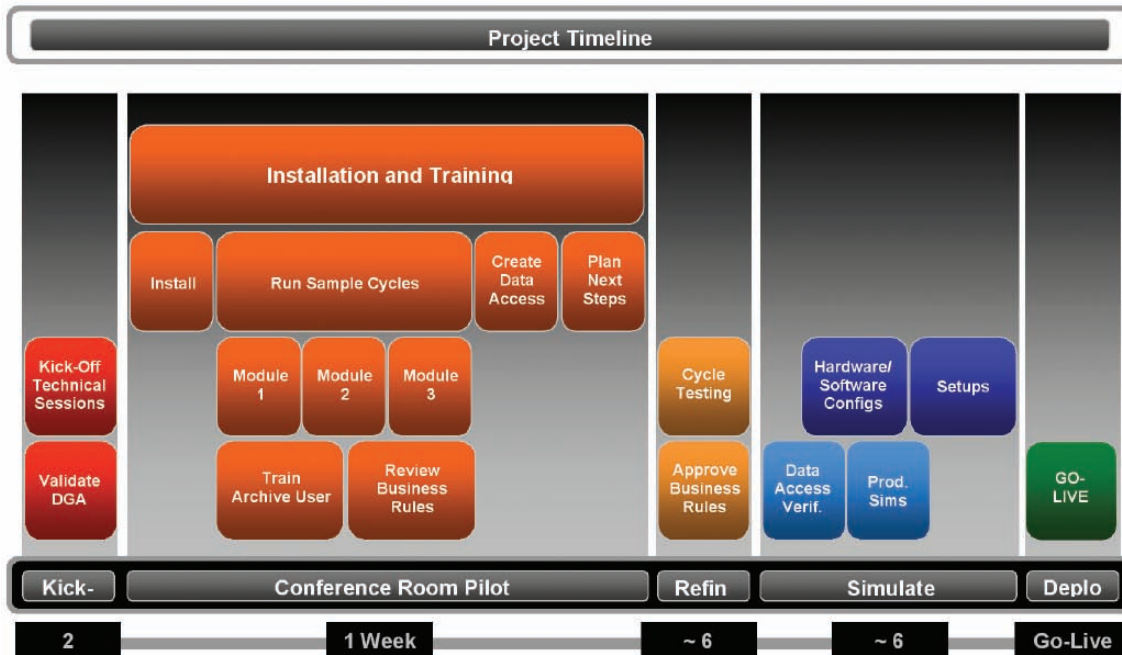 Project Timeline
Installation and Training
Install
Run Sample Cycles
Create
Data
Access
Plan
Next
Steps
Kick-Off
Technical
Sessions
Module
1
Module
2
Module
3
Cycle
Testing
Hardware/
Software
Configs
Setups
Validate
DGA
Train
Archive User
Review
Business
Rules
Approve
Business
Rules
Data
Access
Verif.
Prod.
Sims
GO-
LIVE
Kick-
Conference Room Pilot
Refin
Simulate
Deplo
2
1 Week
~ 6
~ 6
Go-Live